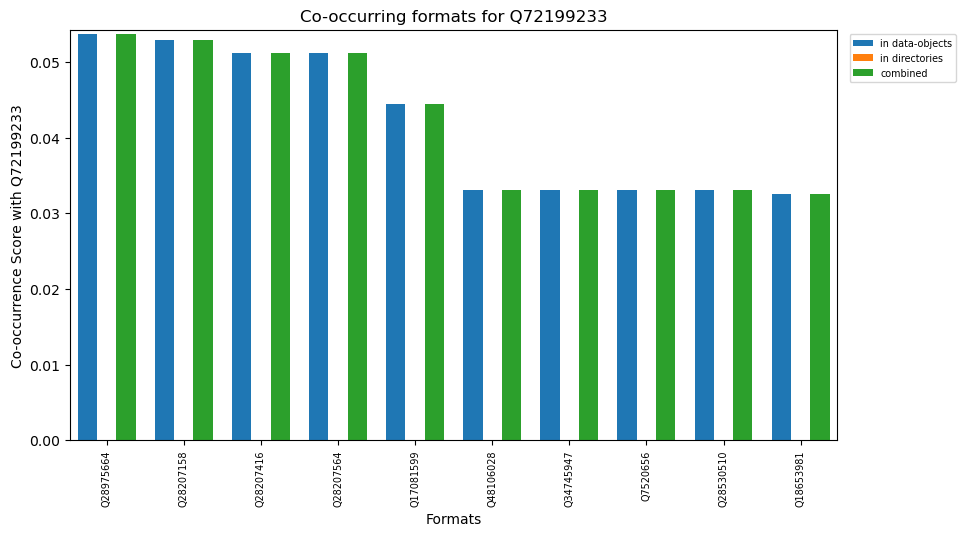 Co-occurring formats for Q72199233
in data-objects
in directories
combined
Co-occurrence Score with Q72199233
0.05
0.04
0.03
0.02
0.01
0.00
Q28975664
Q28207158
Q28207416
Q28207564
Q17081599
Q48106028
Q34745947
Q7520656
Q28530510
Q18653981
Formats